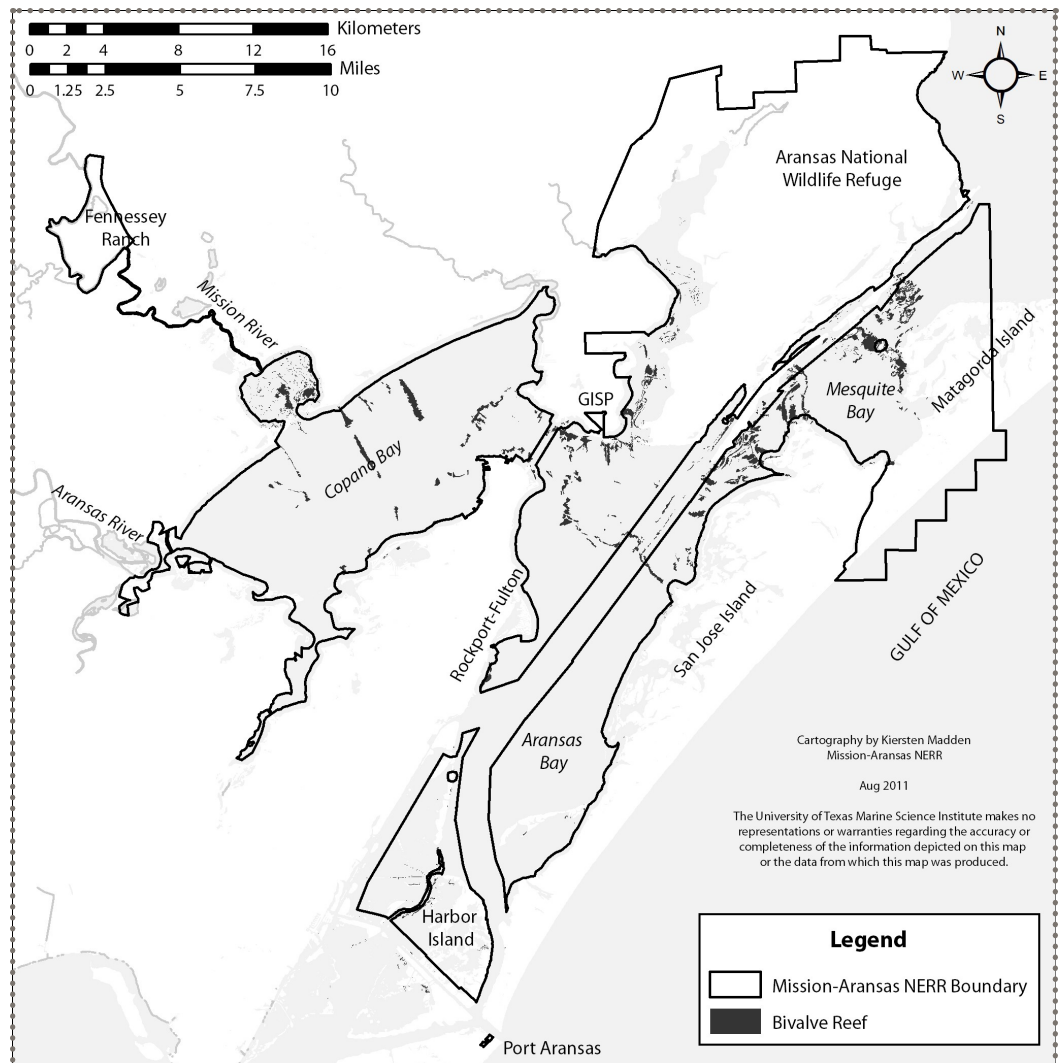 Kilometers
0 2 4 8 12 16
Miles
0 1.25 2.5 5 7.5 10
N
W E
S
Aransas National
Wildlife Refuge
Fennessey
Ranch
Mission River
GISP
Matagorda Island
Mesquite
Bay
Copano Bay
Aransas River
Rockport-Fulton
San Jose Island
GULF OF MEXICO
Aransas
Bay
Cartography by Kiersten Madden
Mission-Aransas NERR
Aug 2011
The University of Texas Marine Science Institute makes no
representations or warranties regarding the accuracy or
completeness of the information depicted on this map
or the data from which this map was produced.
Harbor
Island
Legend
Mission-Aransas NERR Boundary
Bivalve Reef
Port Aransas